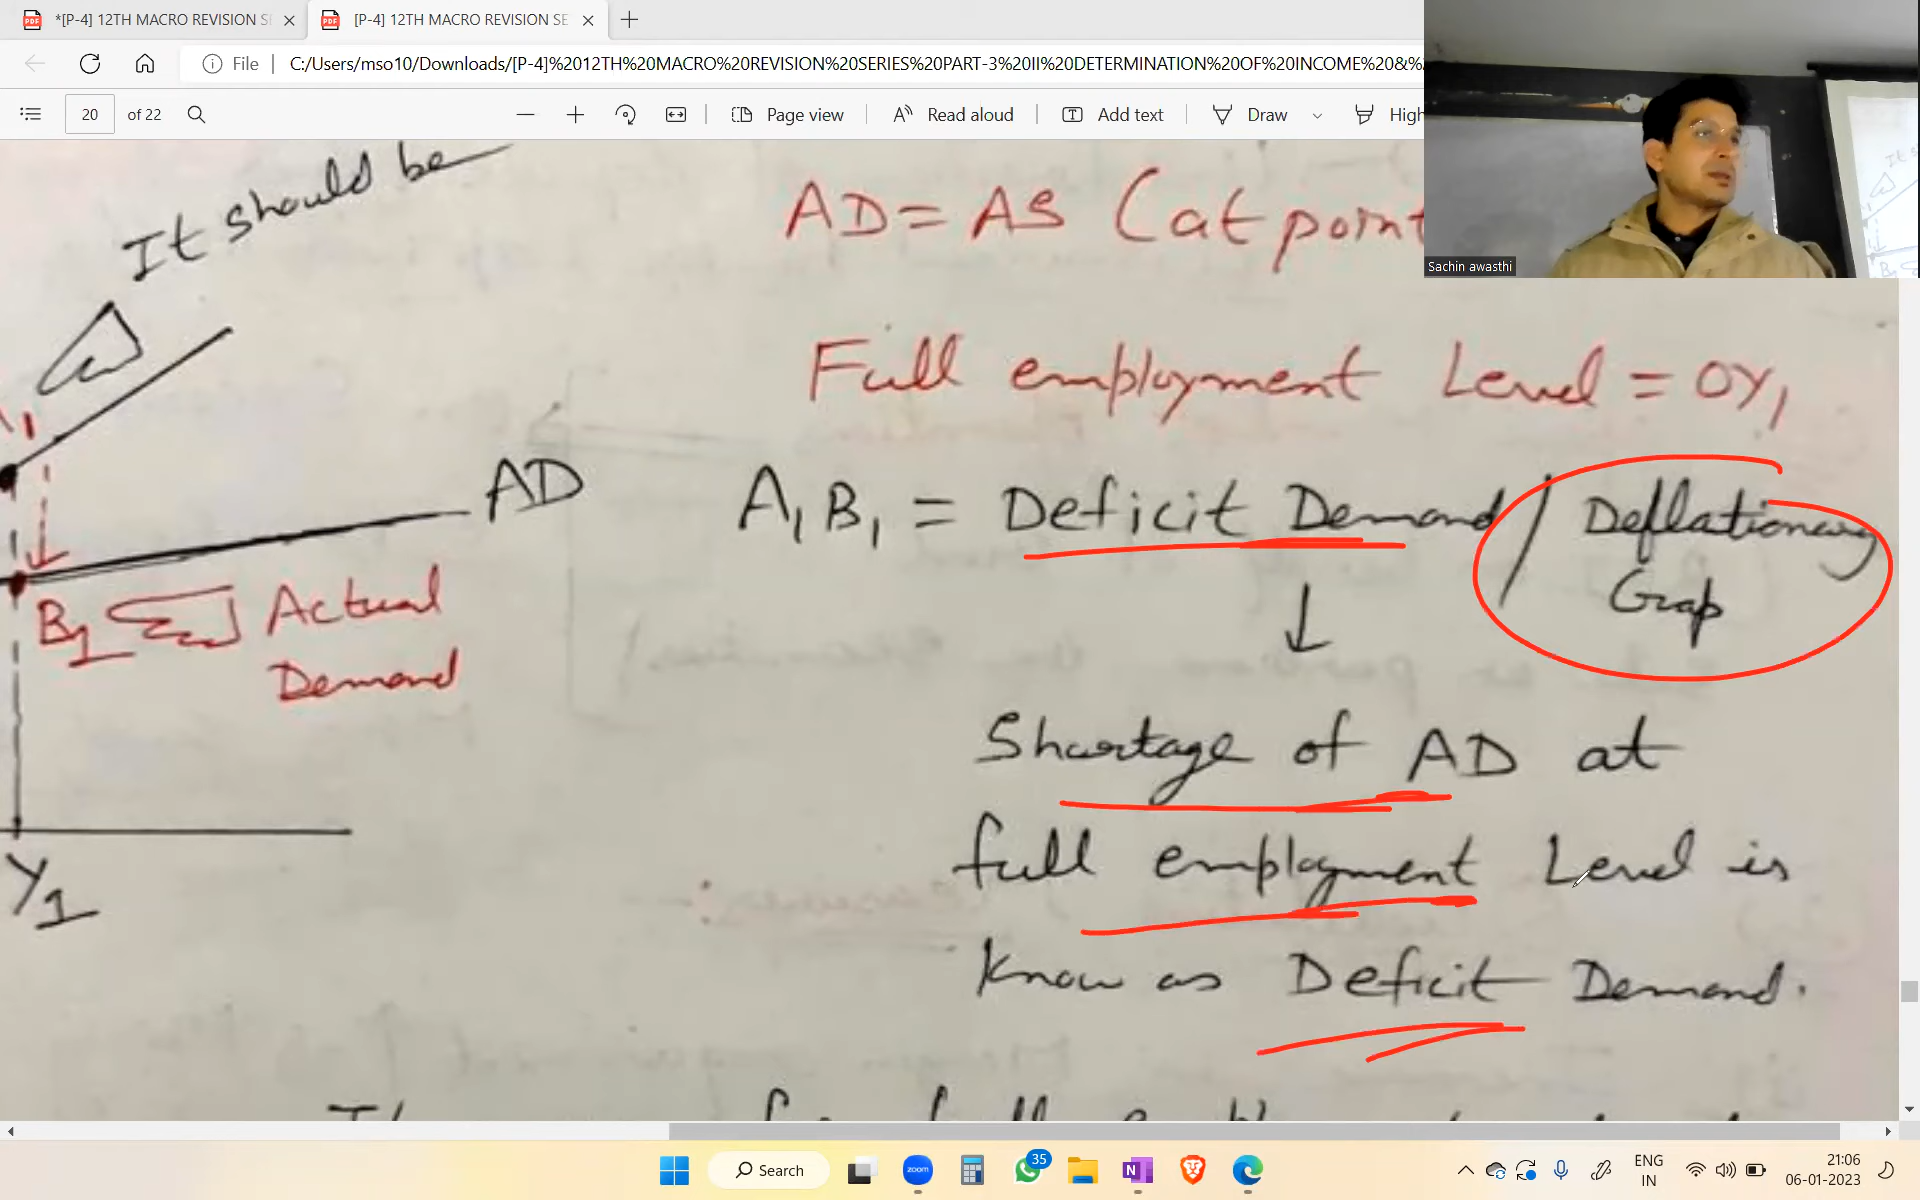 *[P-4] 12TH MACRO REVISION SE
[P-4] 12TH MACRO REVISION SE
File
C:/Users/mso10/Downloads/[P-4]%2012TH%20MACRO%20REVISION%20SERIES%20PART-3%20II%20DETERMINATION%20OF%20INCOME%20&%2
20 of 22
Page view
Read aloud
Add text
Draw
High
Sachin awasthi
It should be
AD = AS (at point
Full employment Level = OY1
AD
A1 B1 = Deficit Demand / Deflationary
Gap
B1 Actual
Demand
Shortage of AD at
full employment Level is
Know as Deficit Demand.
Y1
Search
zoom
35
ENG
IN
21:06
06-01-2023